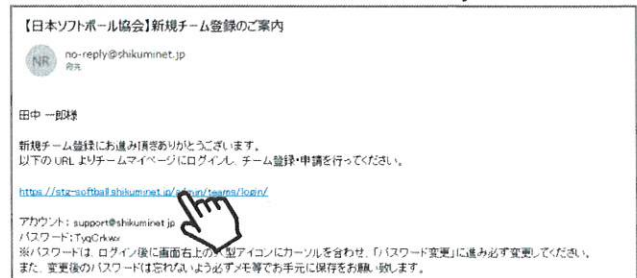 【日本ソフトボール協会】新規チーム登録のご案内
NR
no-reply@shikuminet.jp
宛先
田中 一郎様
新規チーム登録にお進み頂きありがとうございます。
以下の URL よりチームマイページにログインし、チーム登録・申請を行ってください。
https://stg-softball.shikuminet.jp/admin/teams/login/
アカウント: support@shikuminet.jp
パスワード: TyqOrkwx
※パスワードは、ログイン後に画面右上の人型アイコンにカーソルを合わせ、「パスワード変更」に進み必ず変更してください。
また、変更後のパスワードは忘れないよう必ずメモ等でお手元に保存をお願い致します。